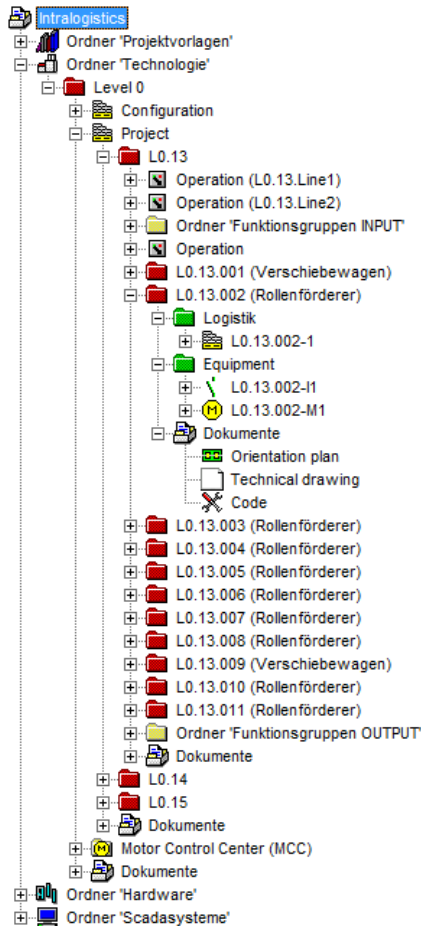 Intralogistics
Ordner 'Projektvorlagen'
Ordner 'Technologie'
Level 0
Configuration
Project
L0.13
Operation (L0.13.Line1)
Operation (L0.13.Line2)
Ordner 'Funktionsgruppen INPUT'
Operation
L0.13.001 (Verschiebewagen)
L0.13.002 (Rollenförderer)
Logistik
L0.13.002-1
Equipment
L0.13.002-I1
M L0.13.002-M1
Dokumente
Orientation plan
Technical drawing
Code
L0.13.003 (Rollenförderer)
L0.13.004 (Rollenförderer)
L0.13.005 (Rollenförderer)
L0.13.006 (Rollenförderer)
L0.13.007 (Rollenförderer)
L0.13.008 (Rollenförderer)
L0.13.009 (Verschiebewagen)
L0.13.010 (Rollenförderer)
L0.13.011 (Rollenförderer)
Ordner 'Funktionsgruppen OUTPUT'
Dokumente
L0.14
L0.15
Dokumente
M Motor Control Center (MCC)
Dokumente
Ordner 'Hardware'
Ordner 'Scadasysteme'